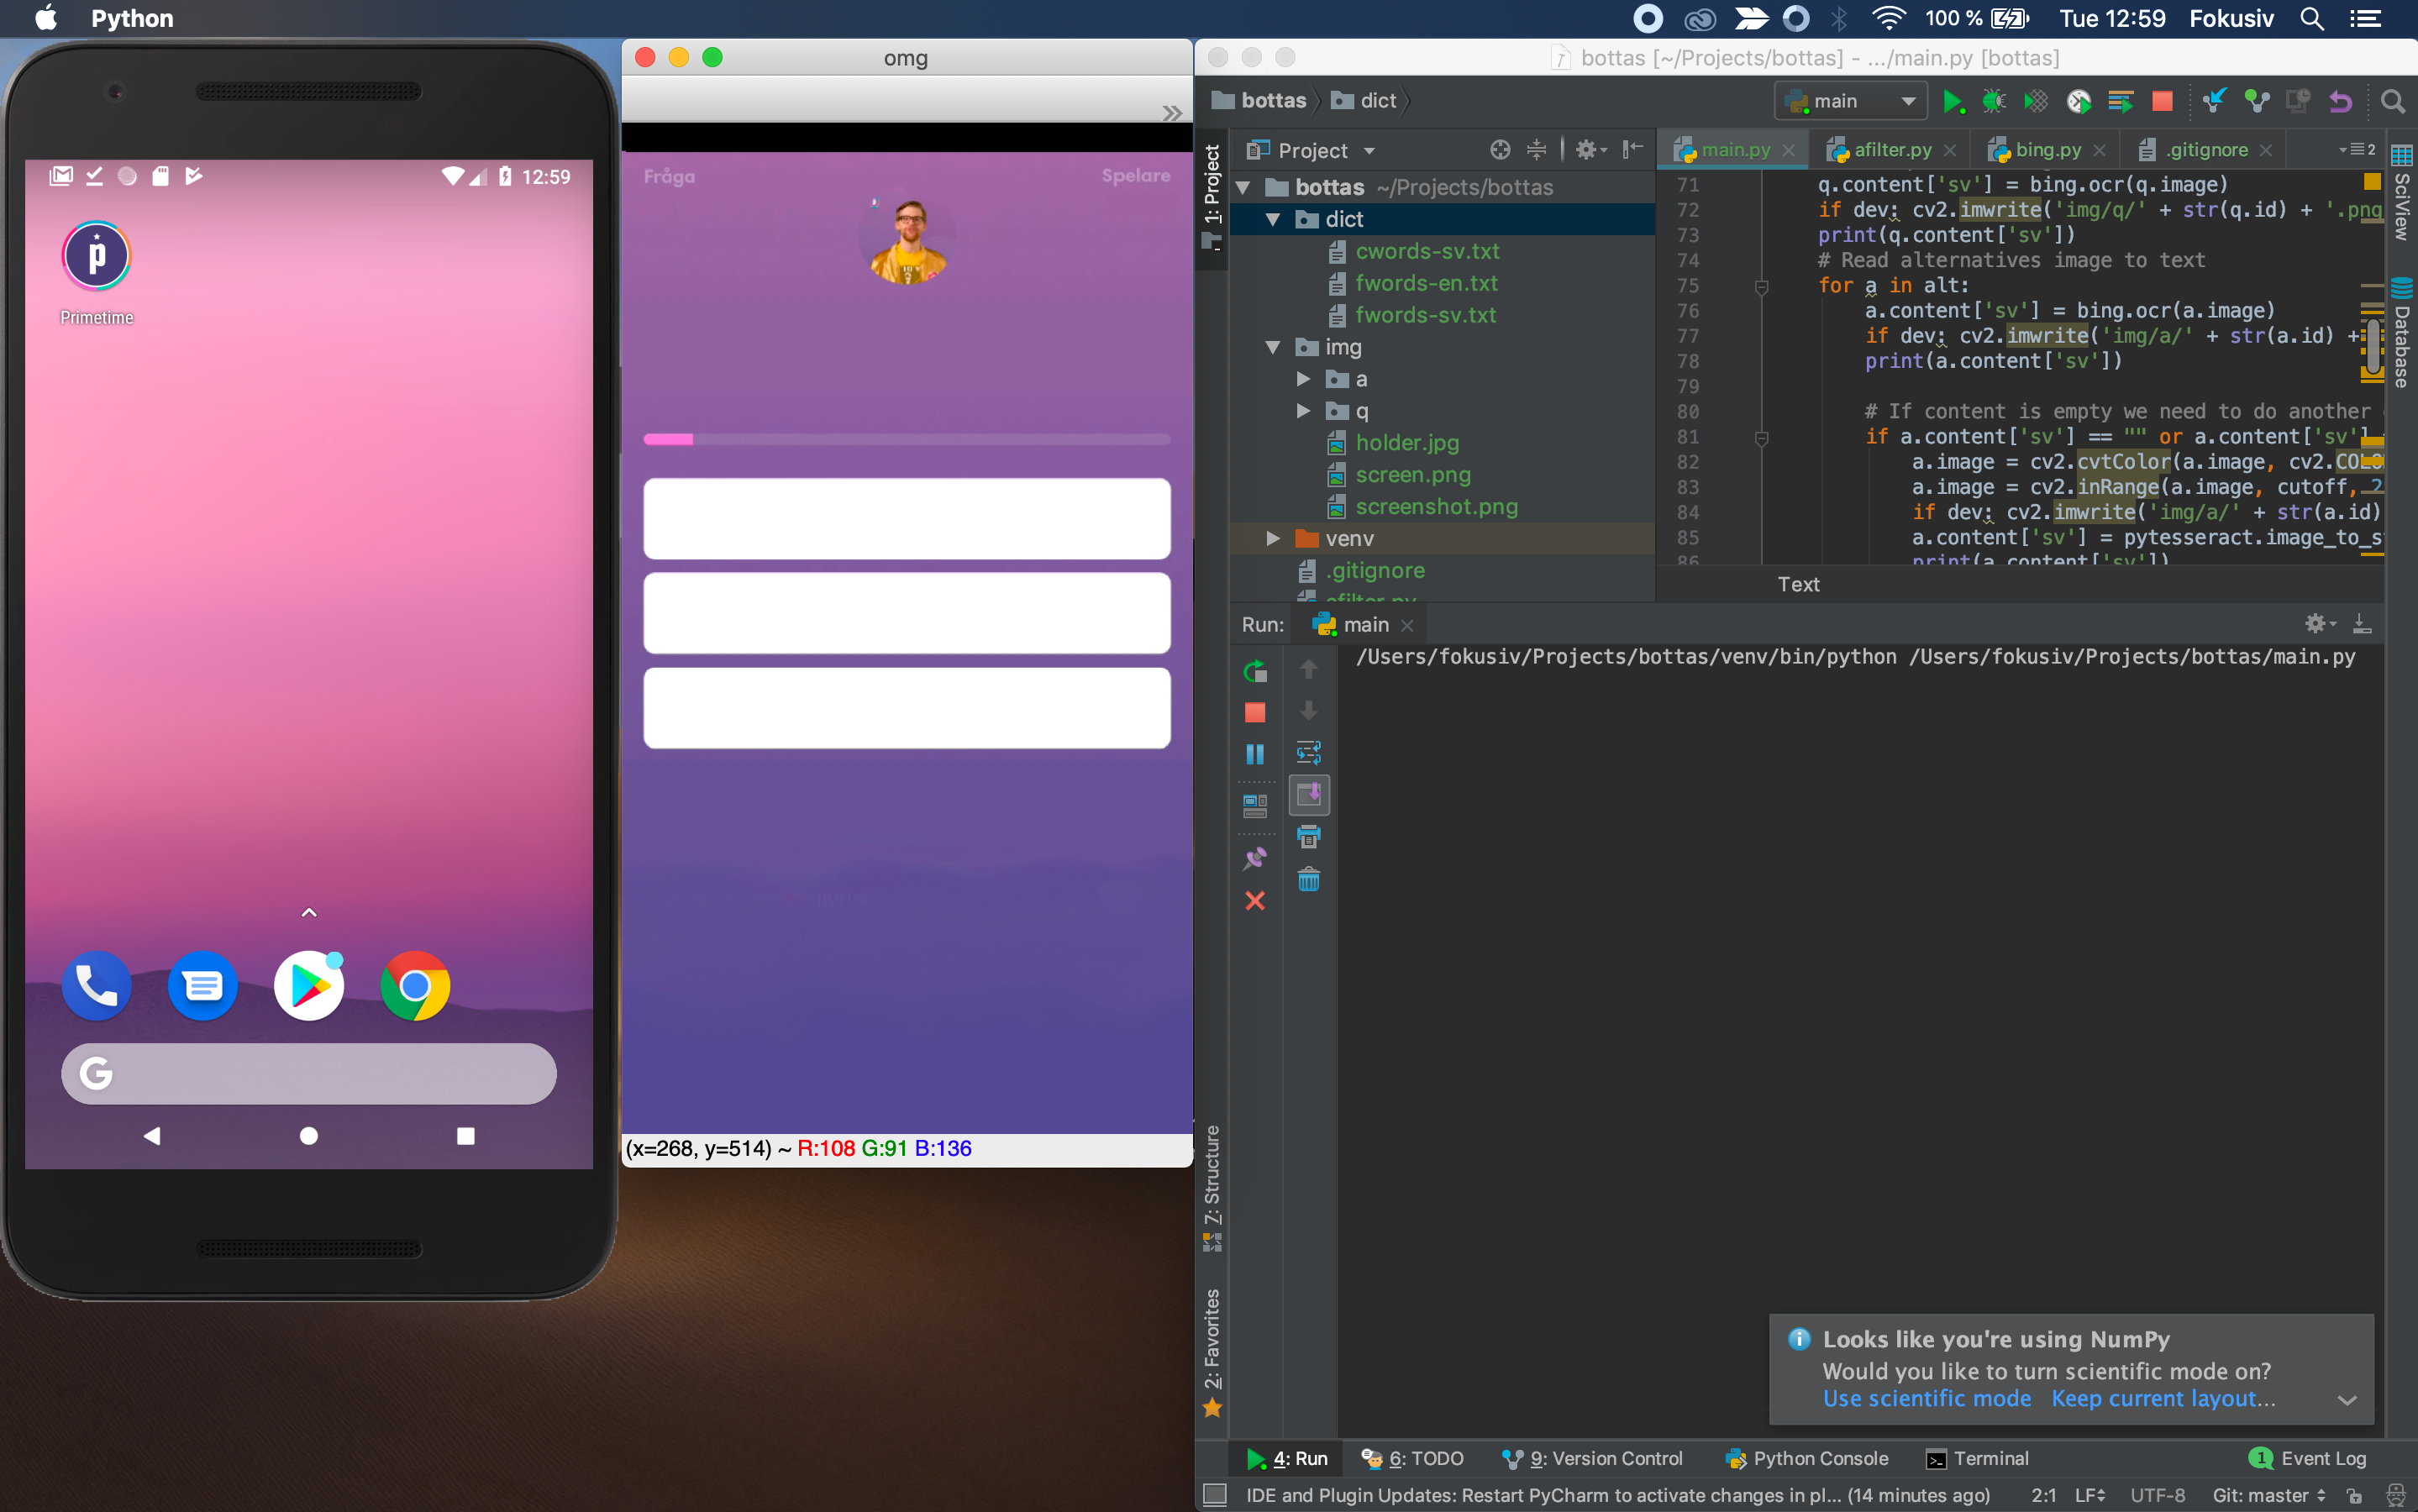 Python
100 %
Tue 12:59
Fokusiv
12:59
p
Primetime
G
omg
Fråga
Spelare
(x=268, y=514) ~ R:108 G:91 B:136
bottas [~/Projects/bottas] - .../main.py [bottas]
bottas
dict
main
1: Project
Project
main.py
afilter.py
bing.py
.gitignore
2
bottas ~/Projects/bottas
dict
cwords-sv.txt
fwords-en.txt
fwords-sv.txt
img
a
q
holder.jpg
screen.png
screenshot.png
venv
.gitignore
afilter.py
71 q.content['sv'] = bing.ocr(q.image)
72 if dev: cv2.imwrite('img/q/' + str(q.id) + '.png
73 print(q.content['sv'])
74 # Read alternatives image to text
75 for a in alt:
76 a.content['sv'] = bing.ocr(a.image)
77 if dev: cv2.imwrite('img/a/' + str(a.id) +
78 print(a.content['sv'])
79
80 # If content is empty we need to do another
81 if a.content['sv'] == "" or a.content['sv']
82 a.image = cv2.cvtColor(a.image, cv2.COLO
83 a.image = cv2.inRange(a.image, cutoff, 2
84 if dev: cv2.imwrite('img/a/' + str(a.id)
85 a.content['sv'] = pytesseract.image_to_s
86 print(a.content['sv'])
Text
SciView
Database
Run:
main
/Users/fokusiv/Projects/bottas/venv/bin/python /Users/fokusiv/Projects/bottas/main.py
Z: Structure
2: Favorites
Looks like you're using NumPy
Would you like to turn scientific mode on?
Use scientific mode Keep current layout...
4: Run
6: TODO
9: Version Control
Python Console
Terminal
1 Event Log
IDE and Plugin Updates: Restart PyCharm to activate changes in pl... (14 minutes ago)
2:1
LF
UTF-8
Git: master